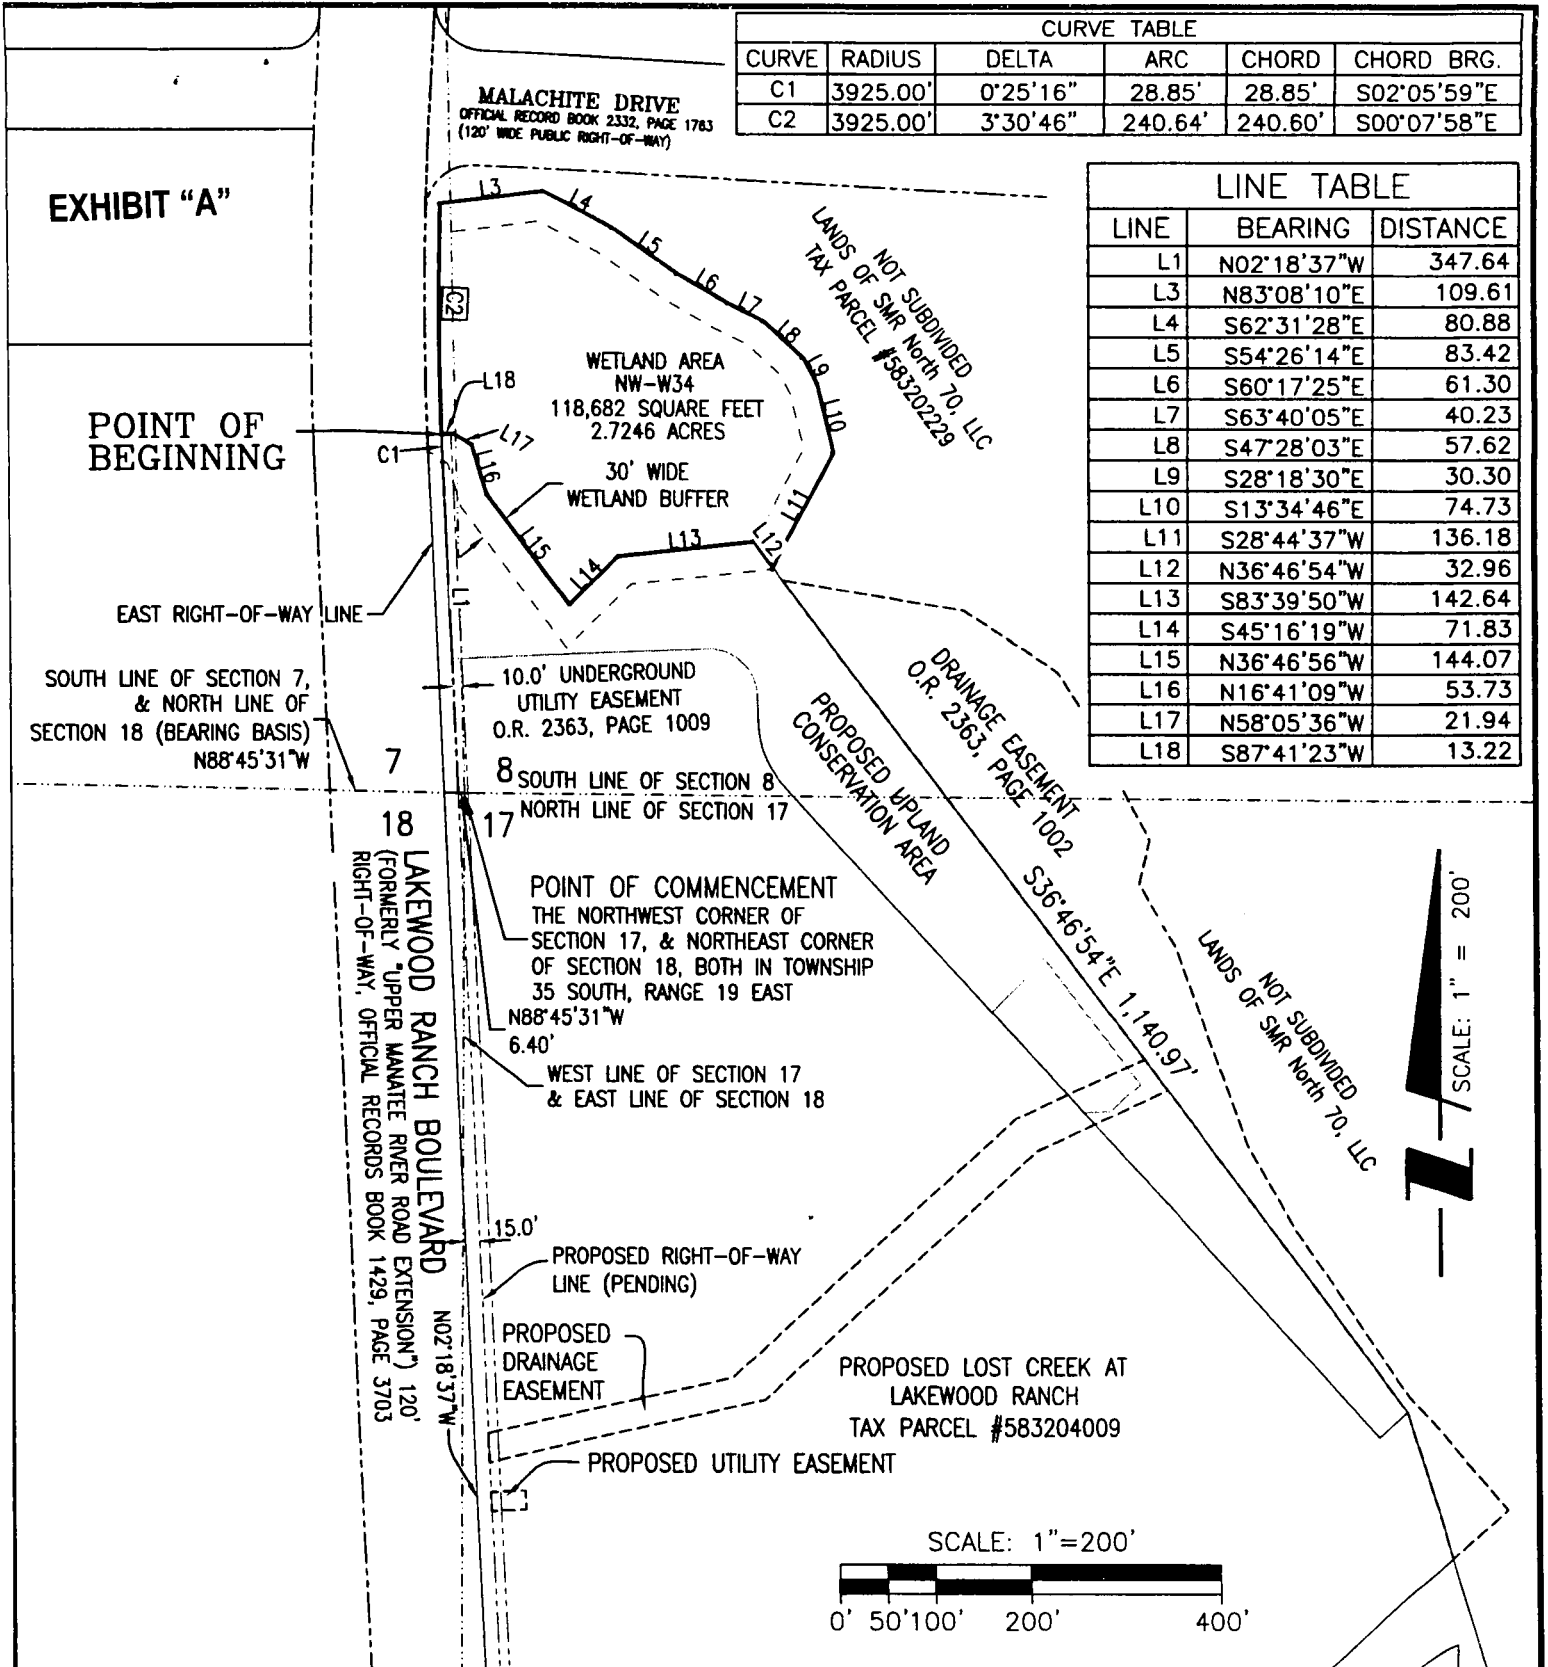 CURVE TABLE
CURVE RADIUS DELTA ARC CHORD CHORD BRG.
C1 3925.00' 0°25'16" 28.85' 28.85' S02°05'59"E
C2 3925.00' 3°30'46" 240.64' 240.60' S00°07'58"E
MALACHITE DRIVE
OFFICIAL RECORD BOOK 2332, PAGE 1763
(120' WIDE PUBLIC RIGHT-OF-WAY)
EXHIBIT "A"
LINE TABLE
LINE BEARING DISTANCE
L1 N02°18'37"W 347.64
L3 N83°08'10"E 109.61
L4 S62°31'28"E 80.88
L5 S54°26'14"E 83.42
L6 S60°17'25"E 61.30
L7 S63°40'05"E 40.23
L8 S47°28'03"E 57.62
L9 S28°18'30"E 30.30
L10 S13°34'46"E 74.73
L11 S28°44'37"W 136.18
L12 N36°46'54"W 32.96
L13 S83°39'50"W 142.64
L14 S45°16'19"W 71.83
L15 N36°46'56"W 144.07
L16 N16°41'09"W 53.73
L17 N58°05'36"W 21.94
L18 S87°41'23"W 13.22
L3
L4
L5
L6
L7
L8
L9
L10
L11
L12
L13
L14
L15
L16
L17
L18
C2
C1
L1
NOT SUBDIVIDED
LANDS OF SMR North 70, LLC
TAX PARCEL #583202229
WETLAND AREA
NW-W34
118,682 SQUARE FEET
2.7246 ACRES
30' WIDE
WETLAND BUFFER
POINT OF
BEGINNING
EAST RIGHT-OF-WAY LINE
SOUTH LINE OF SECTION 7,
& NORTH LINE OF
SECTION 18 (BEARING BASIS)
N88°45'31"W
10.0' UNDERGROUND
UTILITY EASEMENT
O.R. 2363, PAGE 1009
7
8
18
17
SOUTH LINE OF SECTION 8
NORTH LINE OF SECTION 17
PROPOSED UPLAND
CONSERVATION AREA
DRAINAGE EASEMENT
O.R. 2363, PAGE 1002
S36°46'54"E 1,140.97'
POINT OF COMMENCEMENT
THE NORTHWEST CORNER OF
SECTION 17, & NORTHEAST CORNER
OF SECTION 18, BOTH IN TOWNSHIP
35 SOUTH, RANGE 19 EAST
N88°45'31"W
6.40'
WEST LINE OF SECTION 17
& EAST LINE OF SECTION 18
LAKEWOOD RANCH BOULEVARD
(FORMERLY "UPPER MANATEE RIVER ROAD EXTENSION") 120'
RIGHT-OF-WAY, OFFICIAL RECORDS BOOK 1429, PAGE 3703
N02°18'37"W
NOT SUBDIVIDED
LANDS OF SMR North 70, LLC
SCALE: 1" = 200'
15.0'
PROPOSED RIGHT-OF-WAY
LINE (PENDING)
PROPOSED
DRAINAGE
EASEMENT
PROPOSED UTILITY EASEMENT
PROPOSED LOST CREEK AT
LAKEWOOD RANCH
TAX PARCEL #583204009
SCALE: 1"=200'
0' 50' 100' 200' 400'